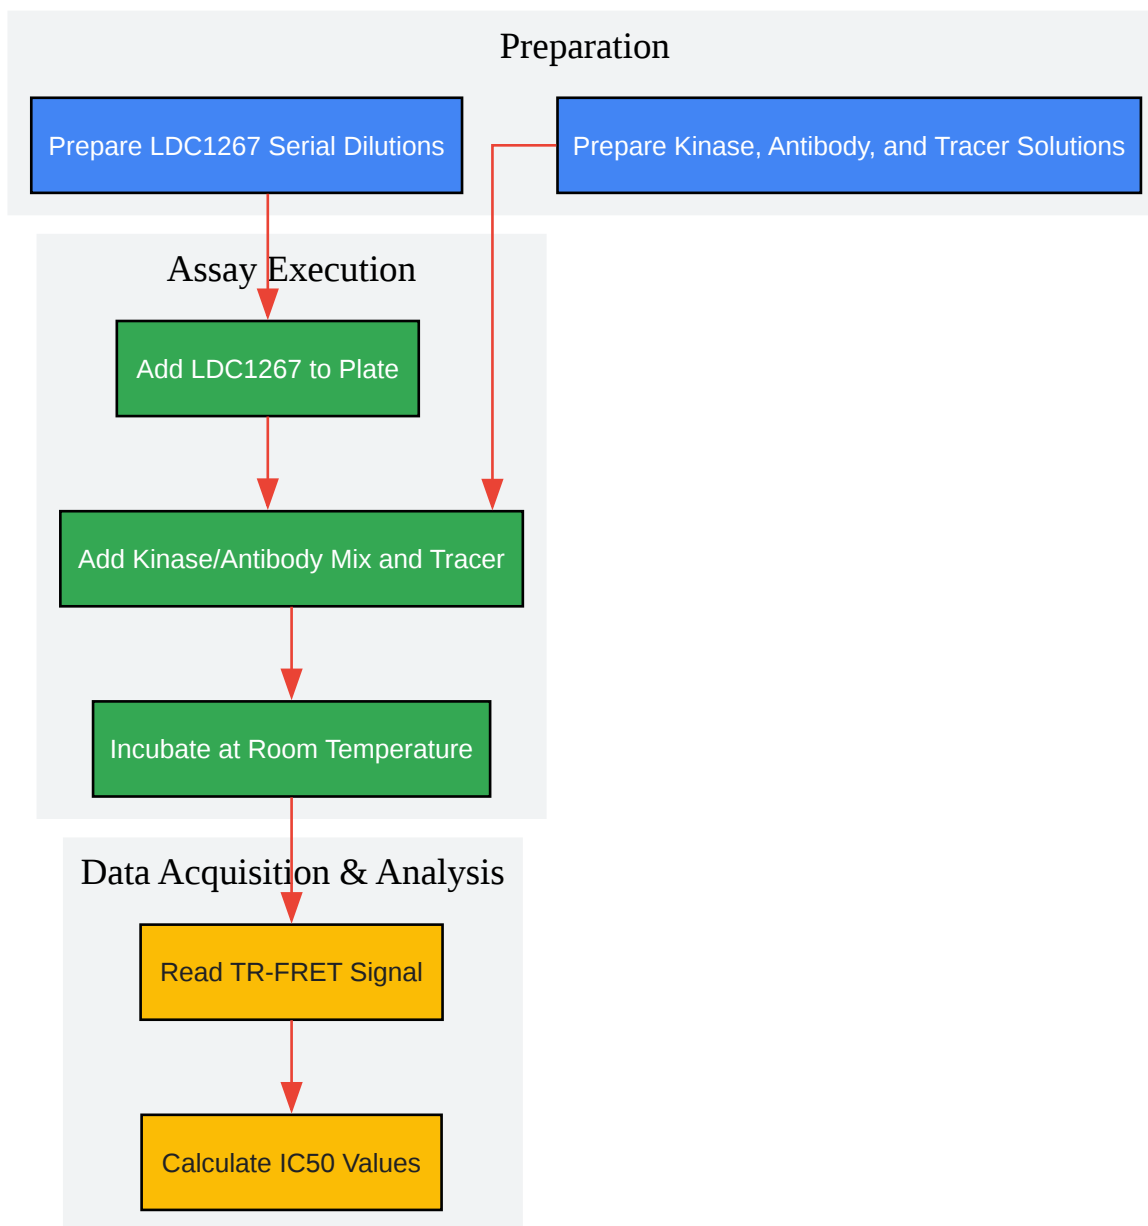 Preparation
Prepare LDC1267 Serial Dilutions
Prepare Kinase, Antibody, and Tracer Solutions
Assay Execution
Add LDC1267 to Plate
Add Kinase/Antibody Mix and Tracer
Incubate at Room Temperature
Data Acquisition & Analysis
Read TR-FRET Signal
Calculate IC50 Values